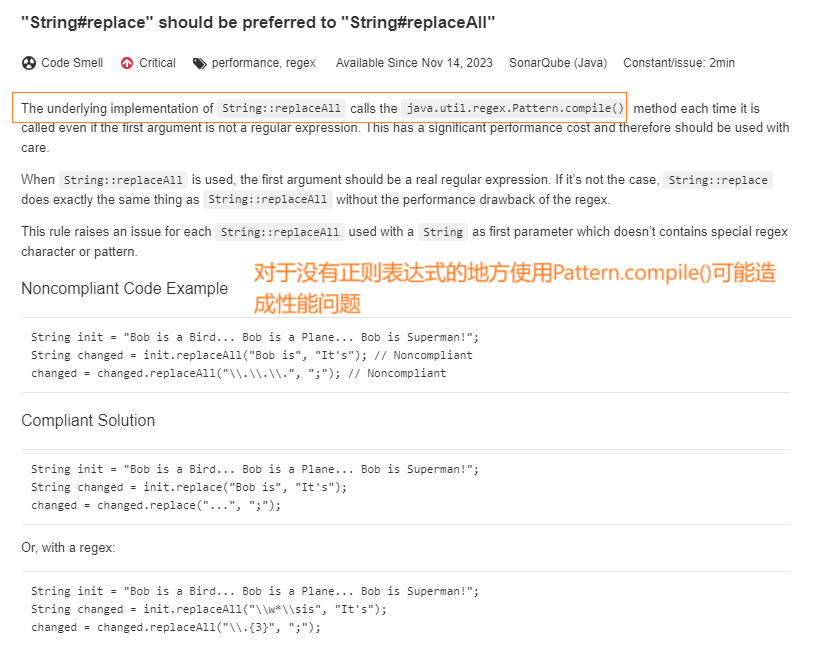 "String#replace" should be preferred to "String#replaceAll"
Code Smell Critical performance, regex Available Since Nov 14, 2023 SonarQube (Java) Constant/issue: 2min
The underlying implementation of String::replaceAll calls the java.util.regex.Pattern.compile() method each time it is
called even if the first argument is not a regular expression. This has a significant performance cost and therefore should be used with
care.
When String::replaceAll is used, the first argument should be a real regular expression. If it's not the case, String::replace
does exactly the same thing as String::replaceAll without the performance drawback of the regex.
This rule raises an issue for each String::replaceAll used with a String as first parameter which doesn't contains special regex
character or pattern.
对于没有正则表达式的地方使用Pattern.compile()可能造
成性能问题
Noncompliant Code Example
String init = "Bob is a Bird... Bob is a Plane... Bob is Superman!";
String changed = init.replaceAll("Bob is", "It's"); // Noncompliant
changed = changed.replaceAll("\\.\\.\\.", ";"); // Noncompliant
Compliant Solution
String init = "Bob is a Bird... Bob is a Plane... Bob is Superman!";
String changed = init.replace("Bob is", "It's");
changed = changed.replace("...", ";");
Or, with a regex:
String init = "Bob is a Bird... Bob is a Plane... Bob is Superman!";
String changed = init.replaceAll("\\w*\\sis", "It's");
changed = changed.replaceAll("\\.{3}", ";");